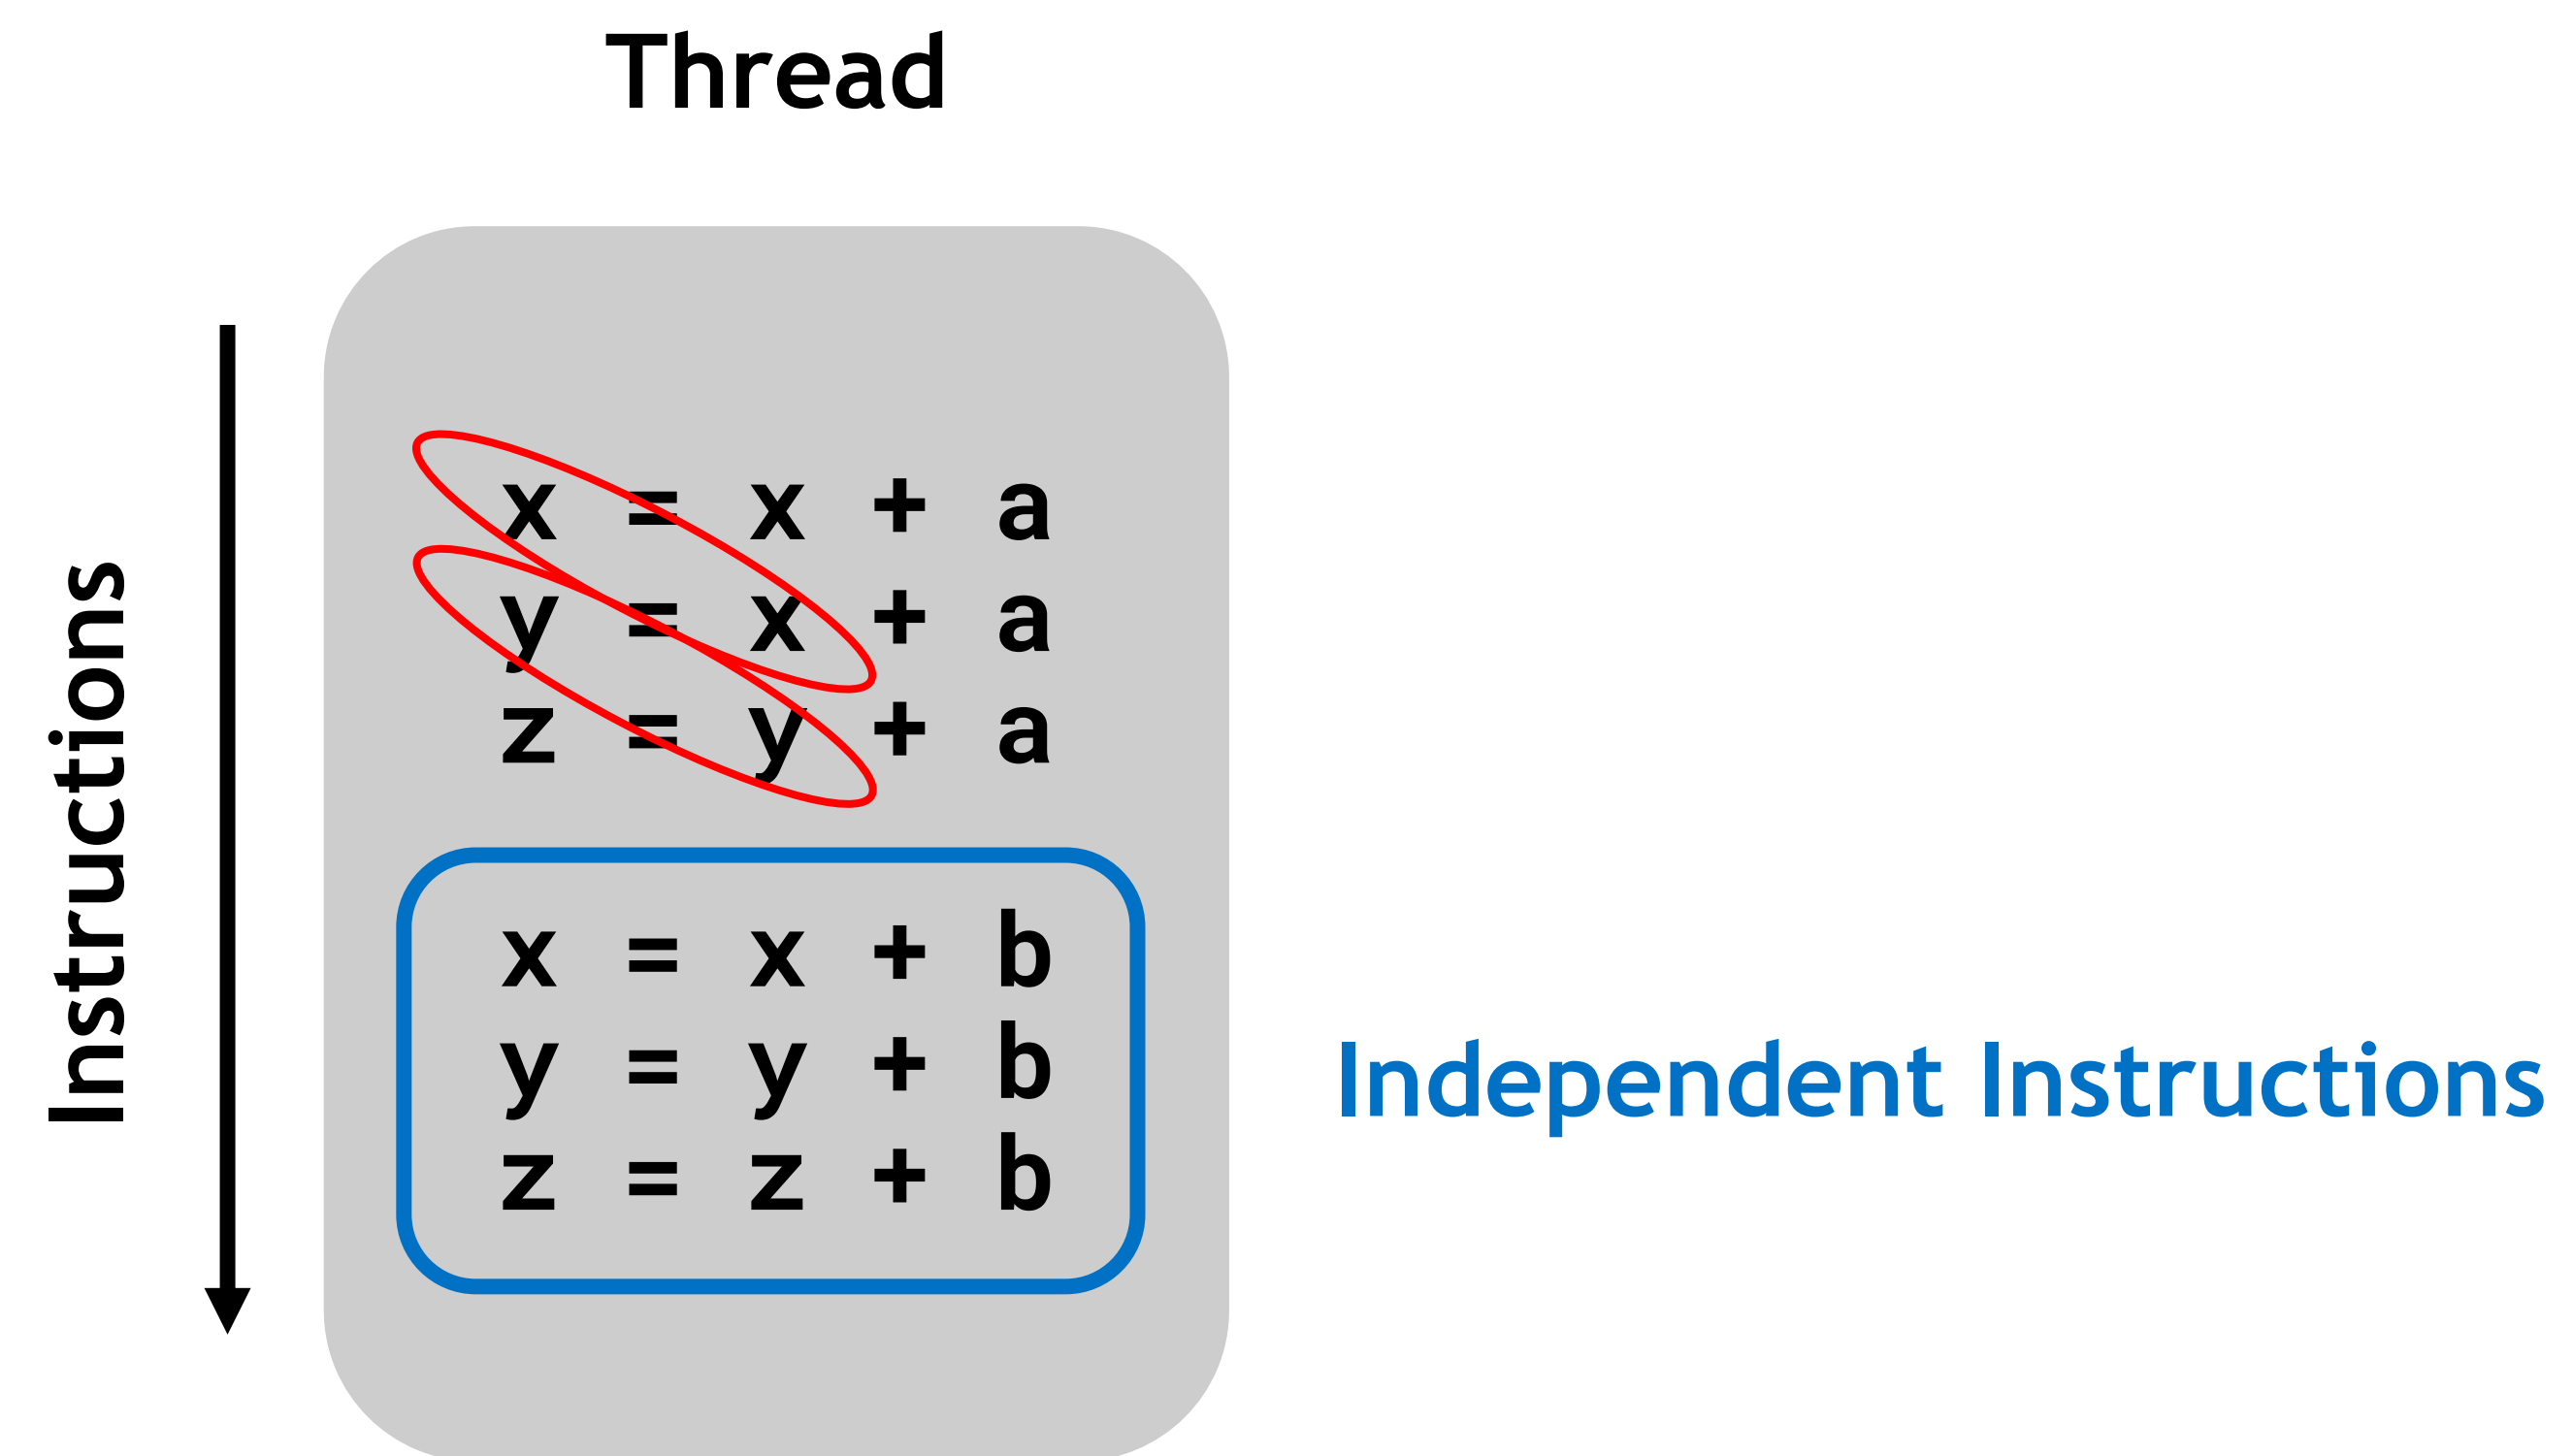 Thread
Instructions
x = x + a
y = x + a
z = y + a
x = x + b
y = y + b
z = z + b
Independent Instructions